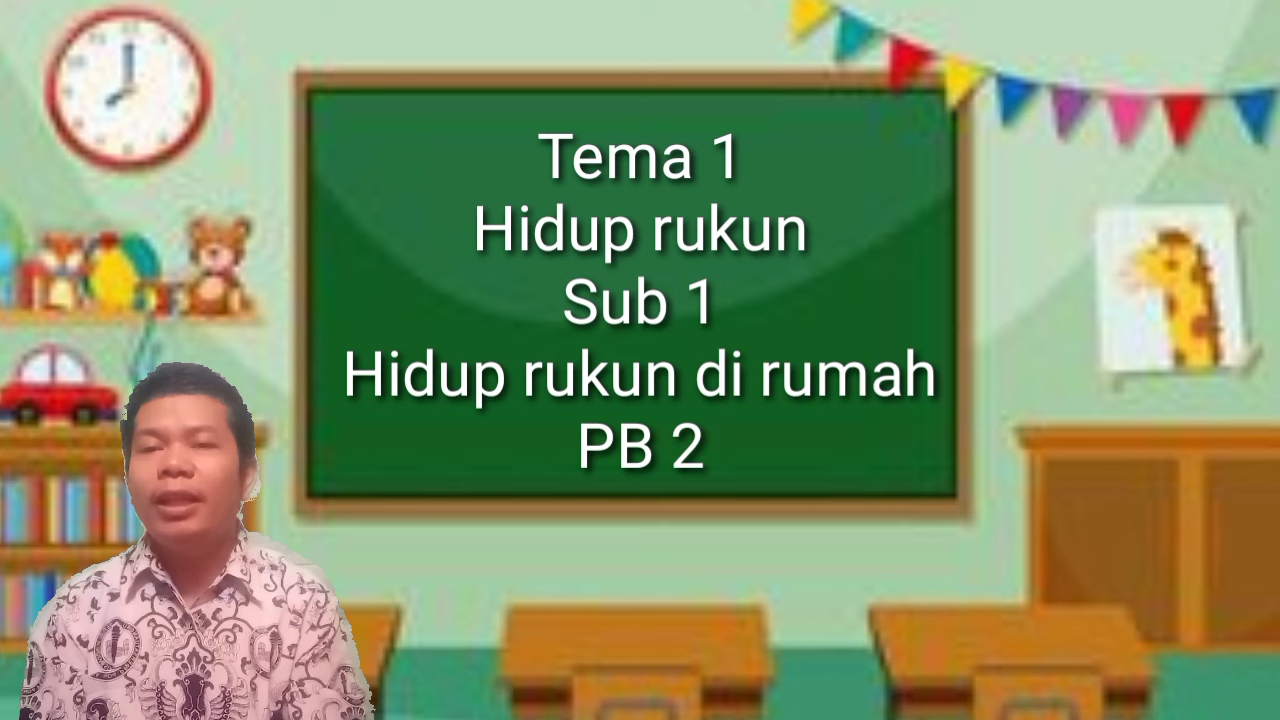 Tema 1
Hidup rukun
Sub 1
Hidup rukun di rumah
PB 2